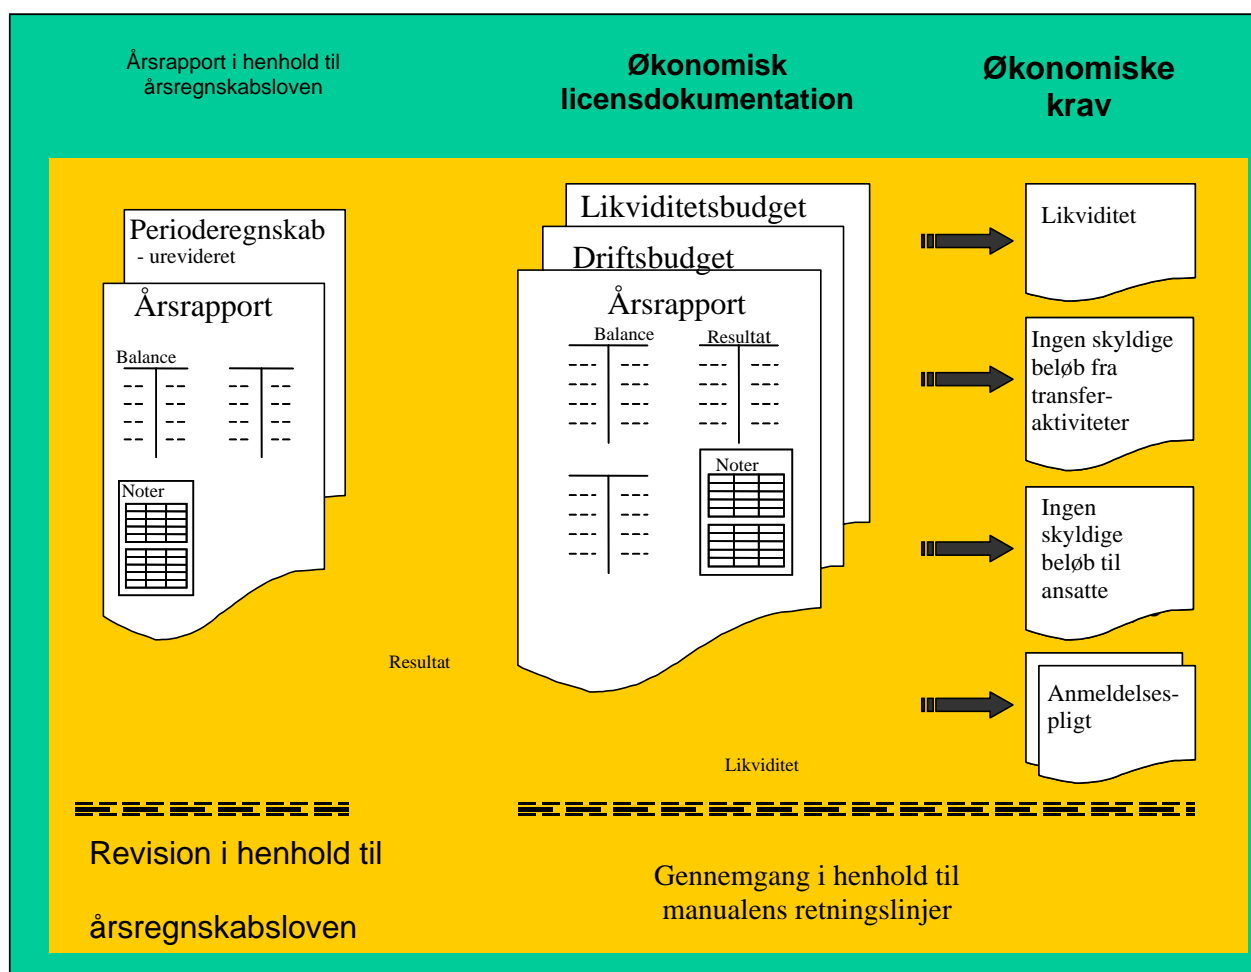 Årsrapport i henhold til
årsregnskabsloven
Økonomisk
licensdokumentation
Økonomiske
krav
Perioderegnskab
- urevideret
Årsrapport
Balance
Noter
Resultat
Likviditetsbudget
Driftsbudget
Årsrapport
Balance
Resultat
Noter
Likviditet
Likviditet
Ingen skyldige
beløb fra
transfer-
aktiviteter
Ingen
skyldige
beløb til
ansatte
Anmeldelses-
pligt
Revision i henhold til
årsregnskabsloven
Gennemgang i henhold til
manualens retningslinjer